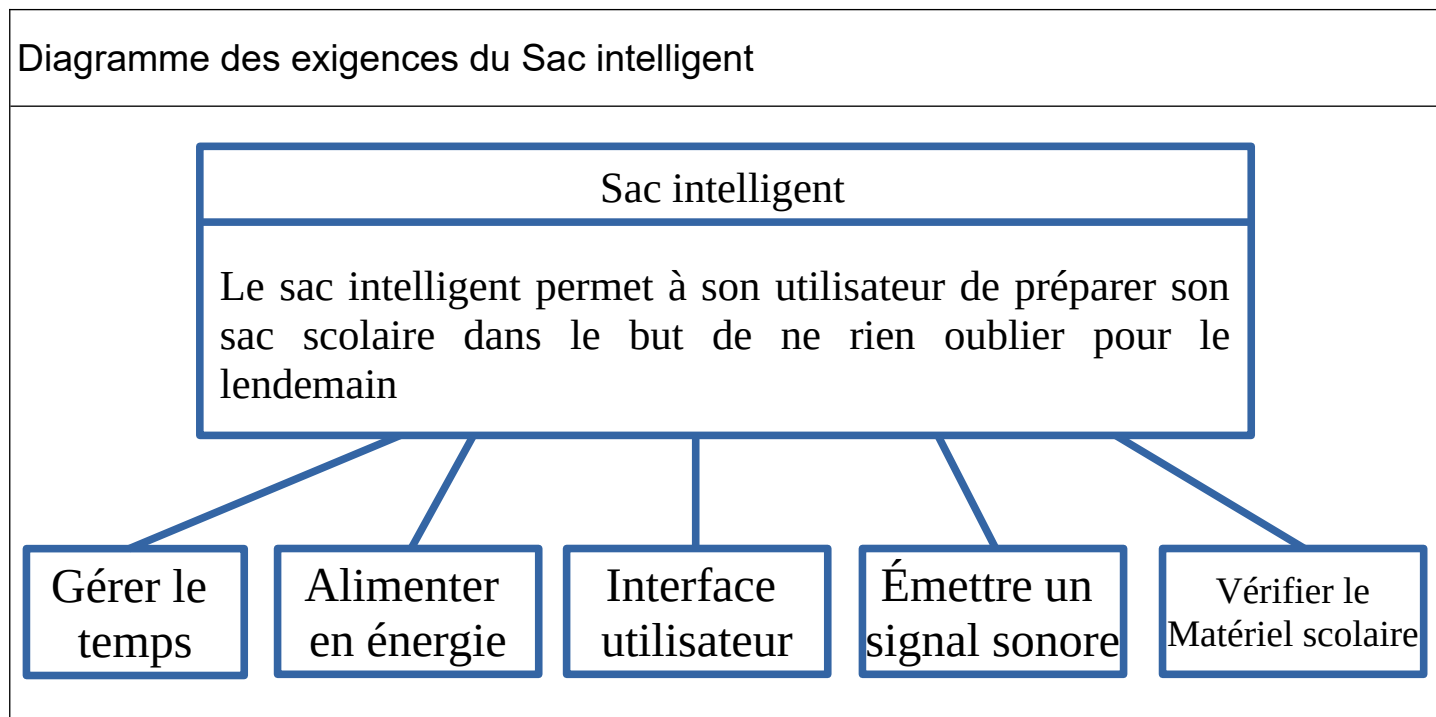 Diagramme des exigences du Sac intelligent
Sac intelligent
Le sac intelligent permet à son utilisateur de préparer son
sac scolaire dans le but de ne rien oublier pour le
lendemain
Gérer le
temps
Alimenter
en énergie
Interface
utilisateur
Émettre un
signal sonore
Vérifier le
Matériel scolaire